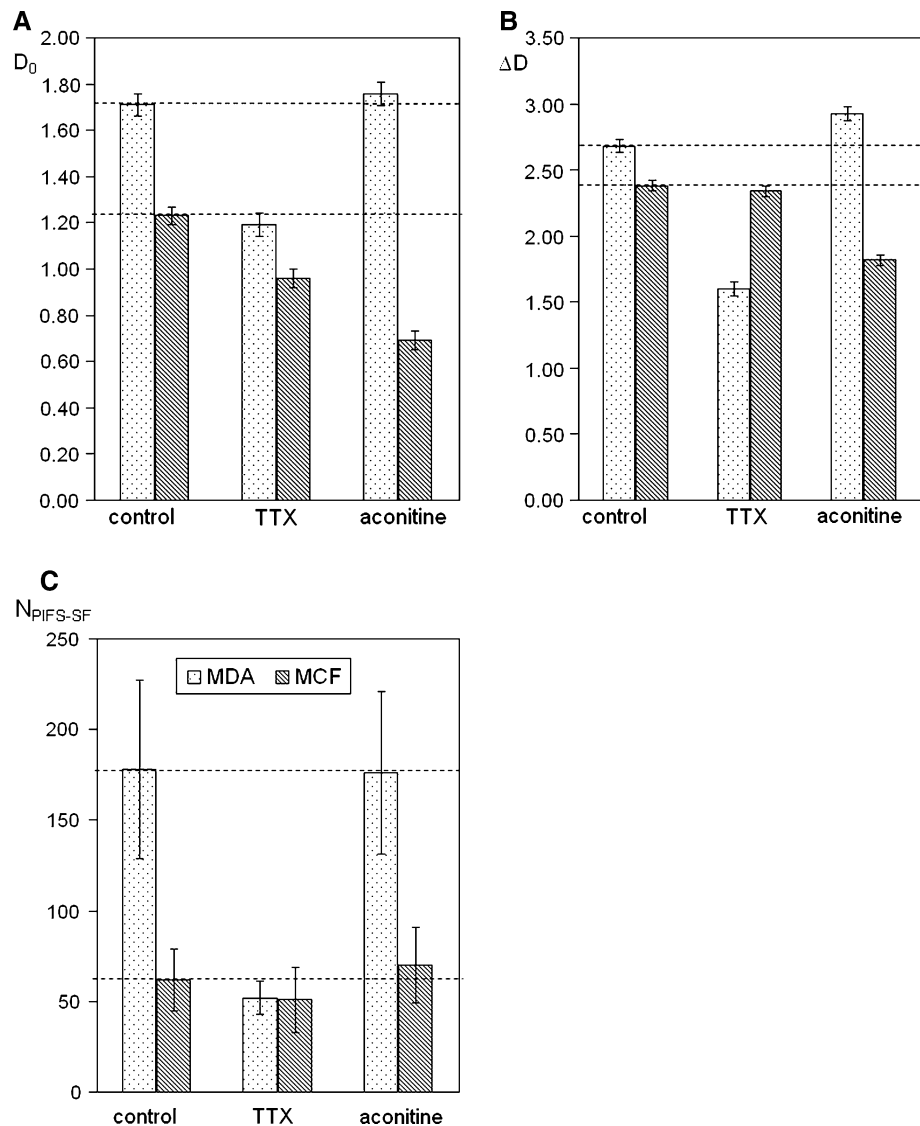 A
D₀
2.00
1.80
1.60
1.40
1.20
1.00
0.80
0.60
0.40
0.20
0.00
control TTX aconitine
B
ΔD
3.50
3.00
2.50
2.00
1.50
1.00
0.50
0.00
control TTX aconitine
C
N_PIFS-SF
250
200
150
100
50
0
MDA MCF
control TTX aconitine